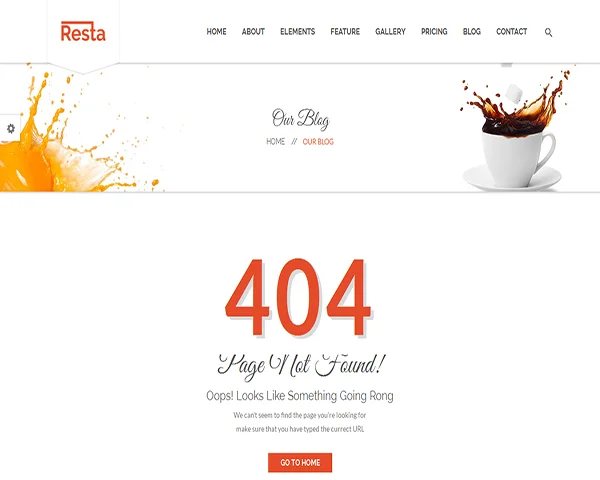 Resta
HOME ABOUT ELEMENTS FEATURE GALLERY PRICING BLOG CONTACT
Our Blog
HOME // OUR BLOG
404
Page Not Found!
Oops! Looks Like Something Going Rong
We can't seem to find the page you're looking for
make sure that you have typed the currect URL
GO TO HOME